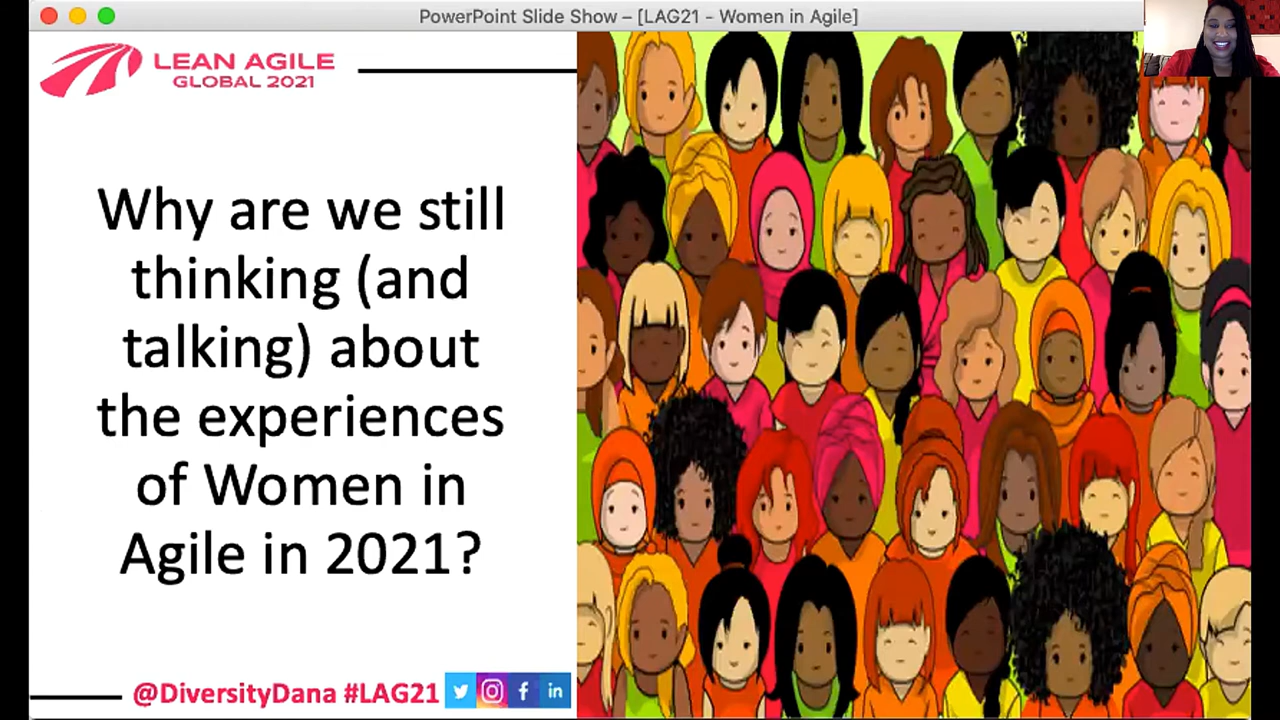 PowerPoint Slide Show – [LAG21 - Women in Agile]
LEAN AGILE
GLOBAL 2021
Why are we still
thinking (and
talking) about
the experiences
of Women in
Agile in 2021?
@DiversityDana #LAG21